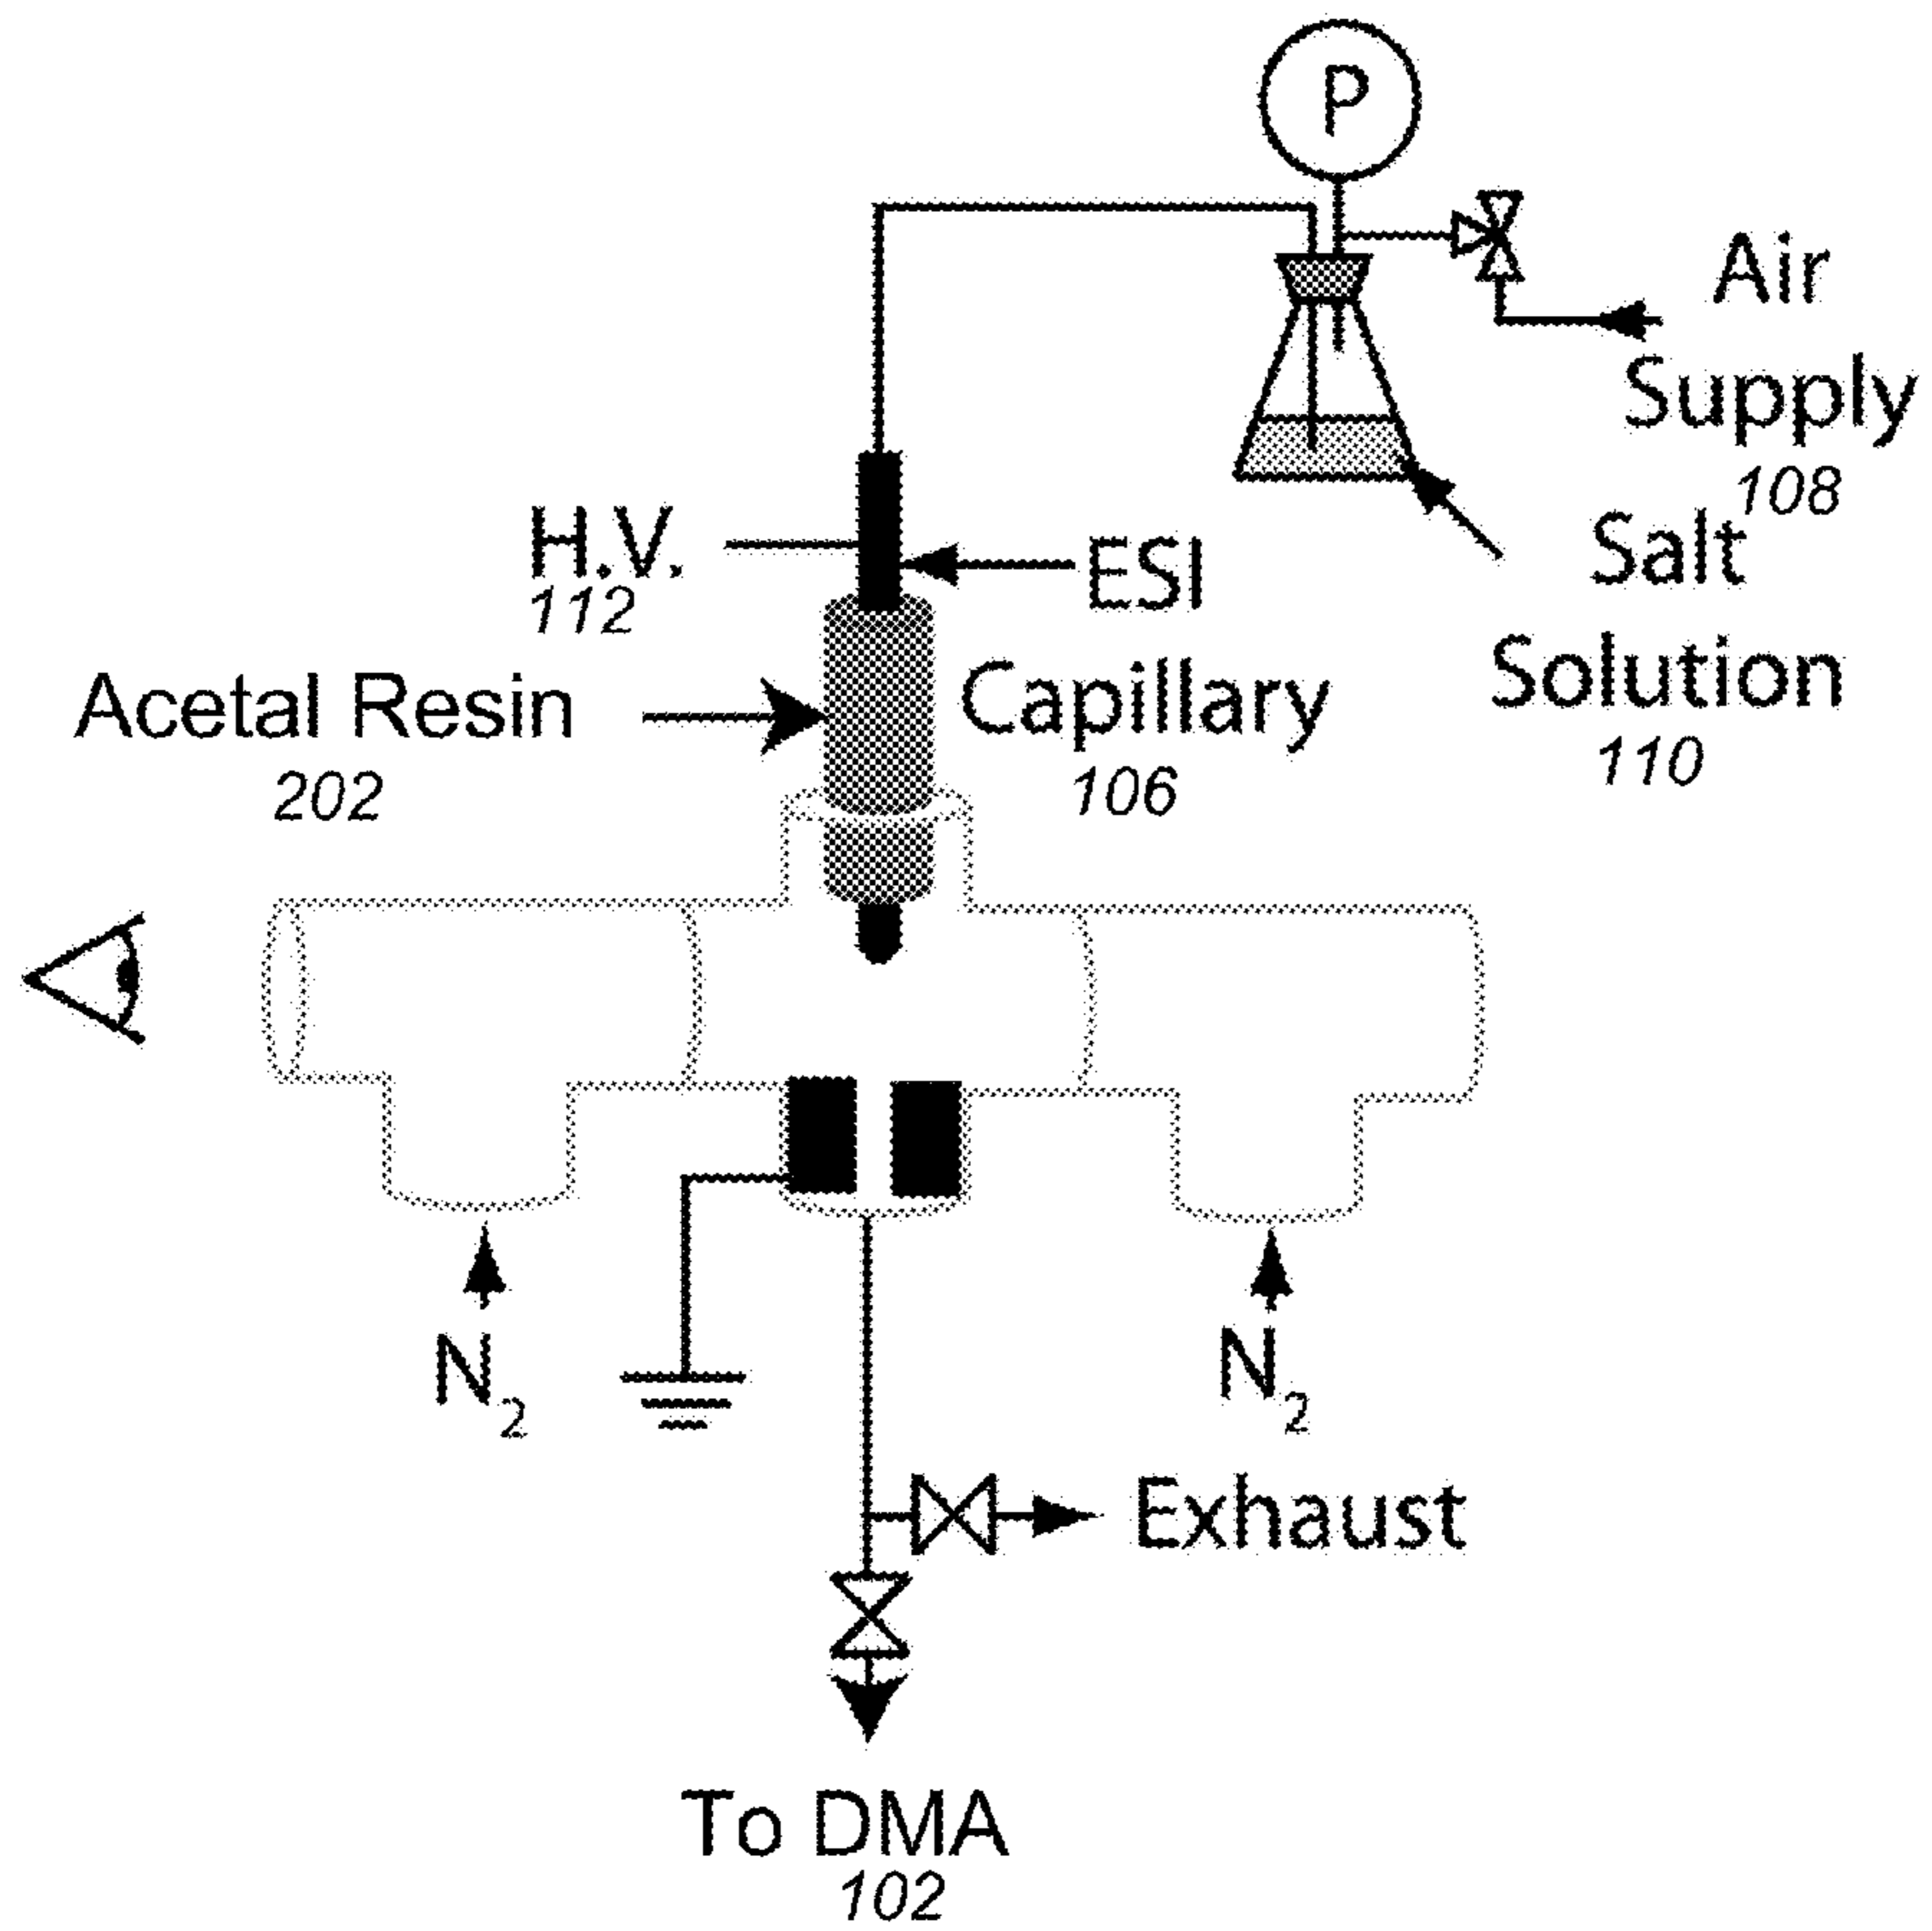 P
Air
Supply
108
H.V.
112
ESI
Capillary
106
Salt
Solution
110
Acetal Resin
202
N2
N2
Exhaust
To DMA
102